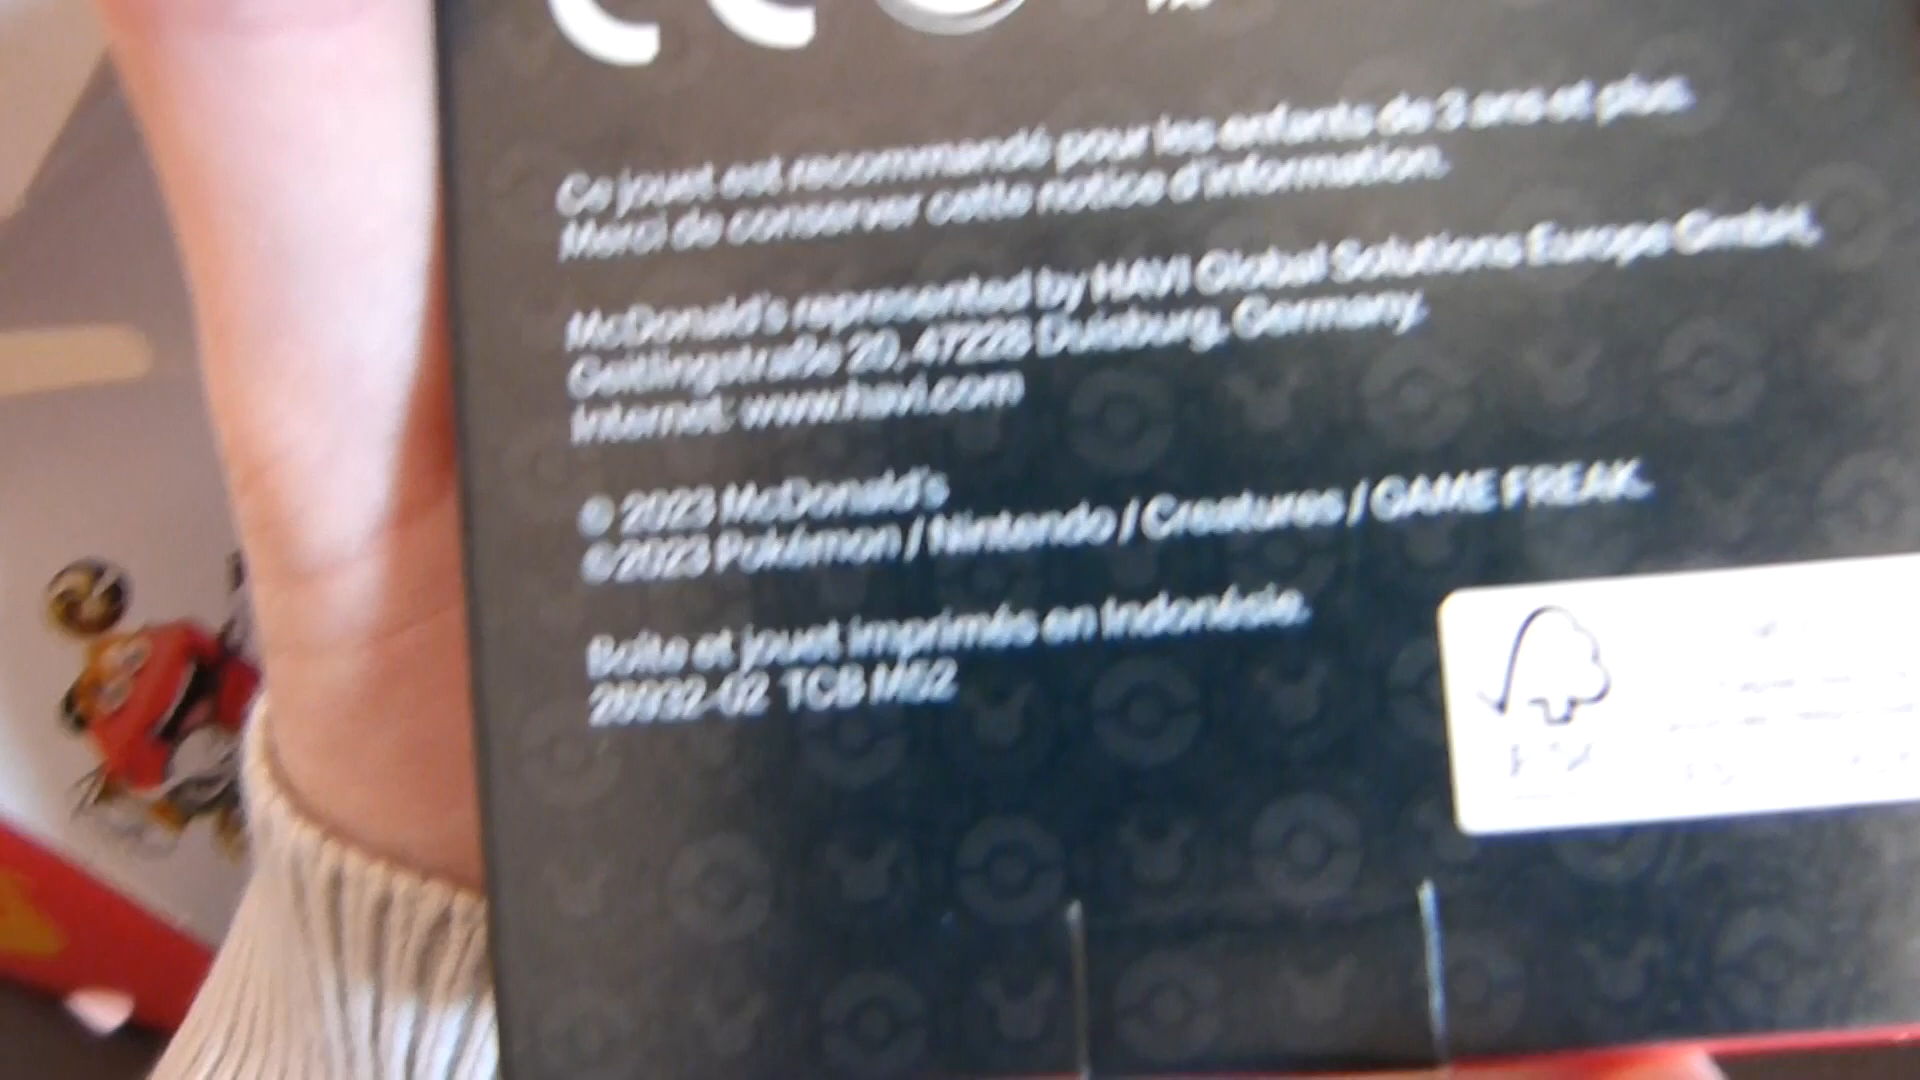 CE
Ce jouet est recommandé pour les enfants de 3 ans et plus.
Merci de conserver cette notice d'information.
McDonald's represented by HAVI Global Solutions Europe GmbH,
Geitlingstraße 20, 47228 Duisburg, Germany.
Internet: www.havi.com
© 2023 McDonald's
©2023 Pokémon / Nintendo / Creatures / GAME FREAK.
Boîte et jouet imprimés en Indonésie.
TCB